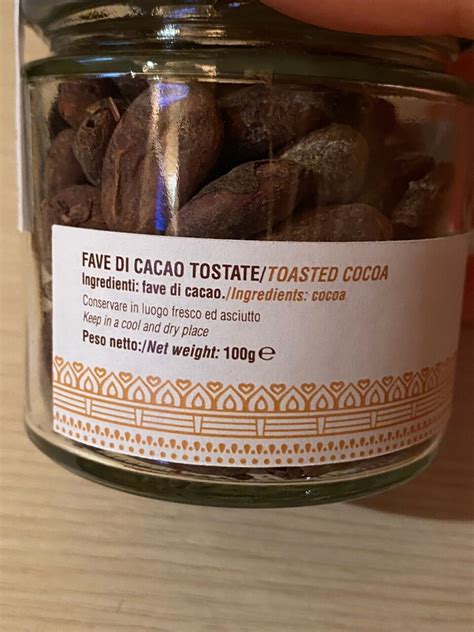 FAVE DI CACAO TOSTATE/TOASTED COCOA
Ingredienti: fave di cacao./Ingredients: cocoa.
Conservare in luogo fresco ed asciutto
Keep in a cool and dry place
Peso netto:/Net weight: 100g ℮